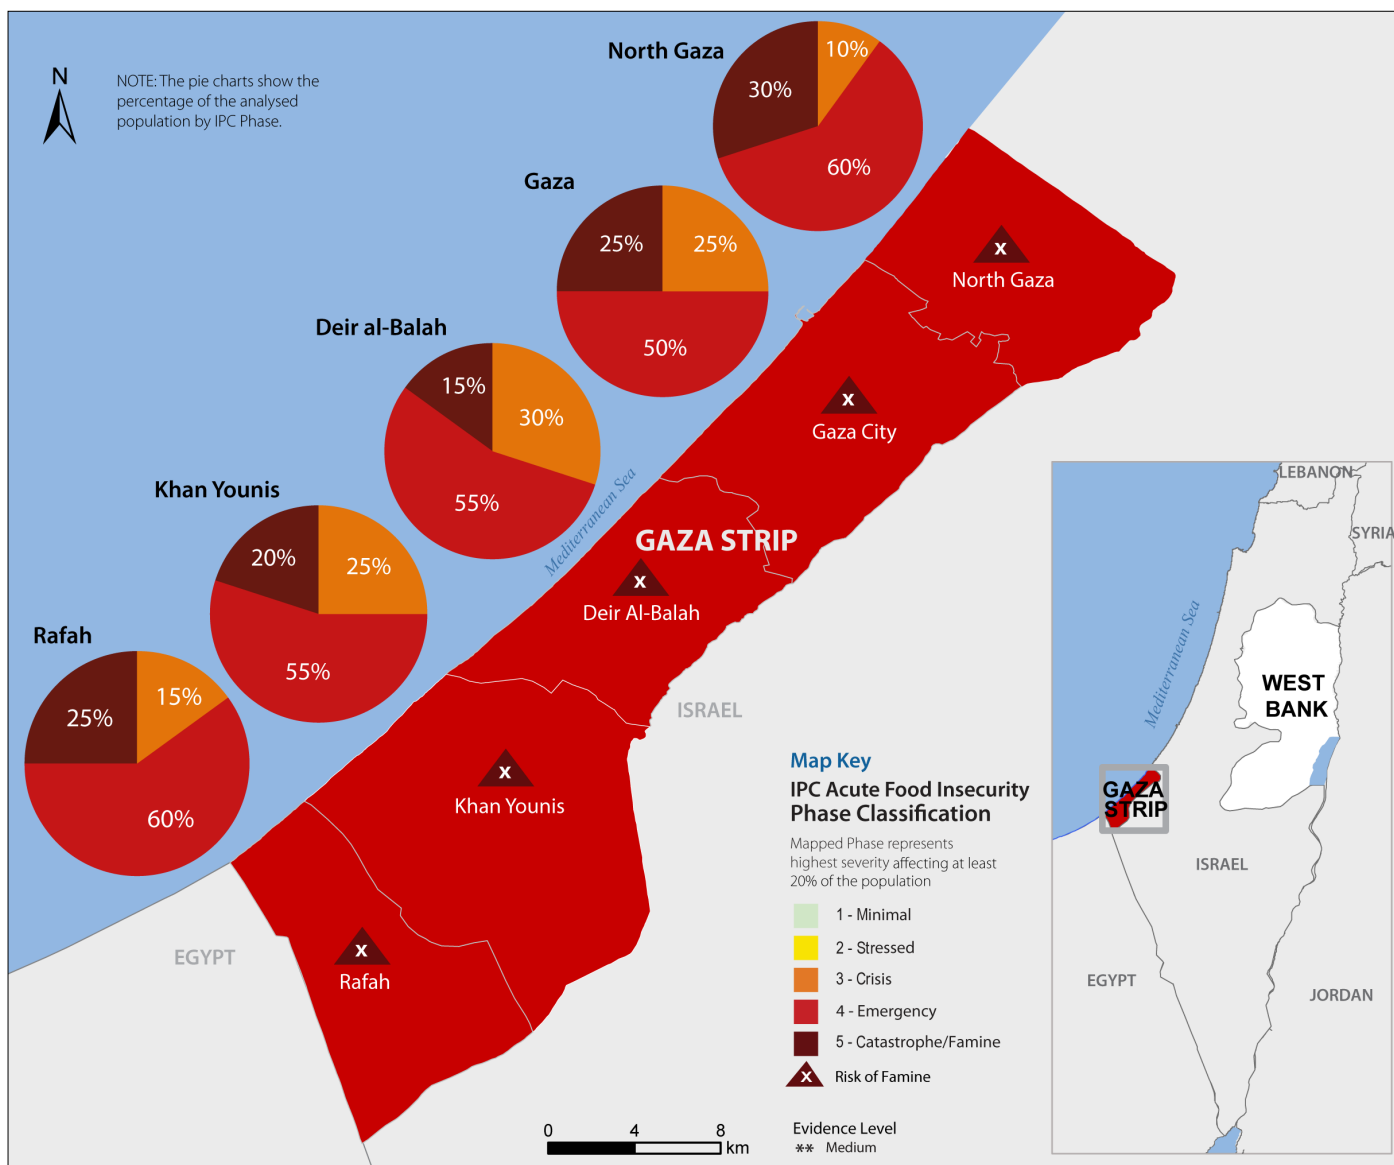 N
NOTE: The pie charts show the
percentage of the analysed
population by IPC Phase.
North Gaza
10%
30%
60%
Gaza
25%
25%
50%
Deir al-Balah
15%
30%
55%
Khan Younis
20%
25%
55%
Rafah
25%
15%
60%
Mediterranean Sea
X
North Gaza
X
Gaza City
GAZA STRIP
X
Deir Al-Balah
X
Khan Younis
X
Rafah
ISRAEL
EGYPT
Map Key
IPC Acute Food Insecurity
Phase Classification
Mapped Phase represents
highest severity affecting at least
20% of the population
1 - Minimal
2 - Stressed
3 - Crisis
4 - Emergency
5 - Catastrophe/Famine
X Risk of Famine
Evidence Level
** Medium
0 4 8
km
LEBANON
SYRIA
Mediterranean Sea
WEST
BANK
GAZA
STRIP
ISRAEL
EGYPT
JORDAN